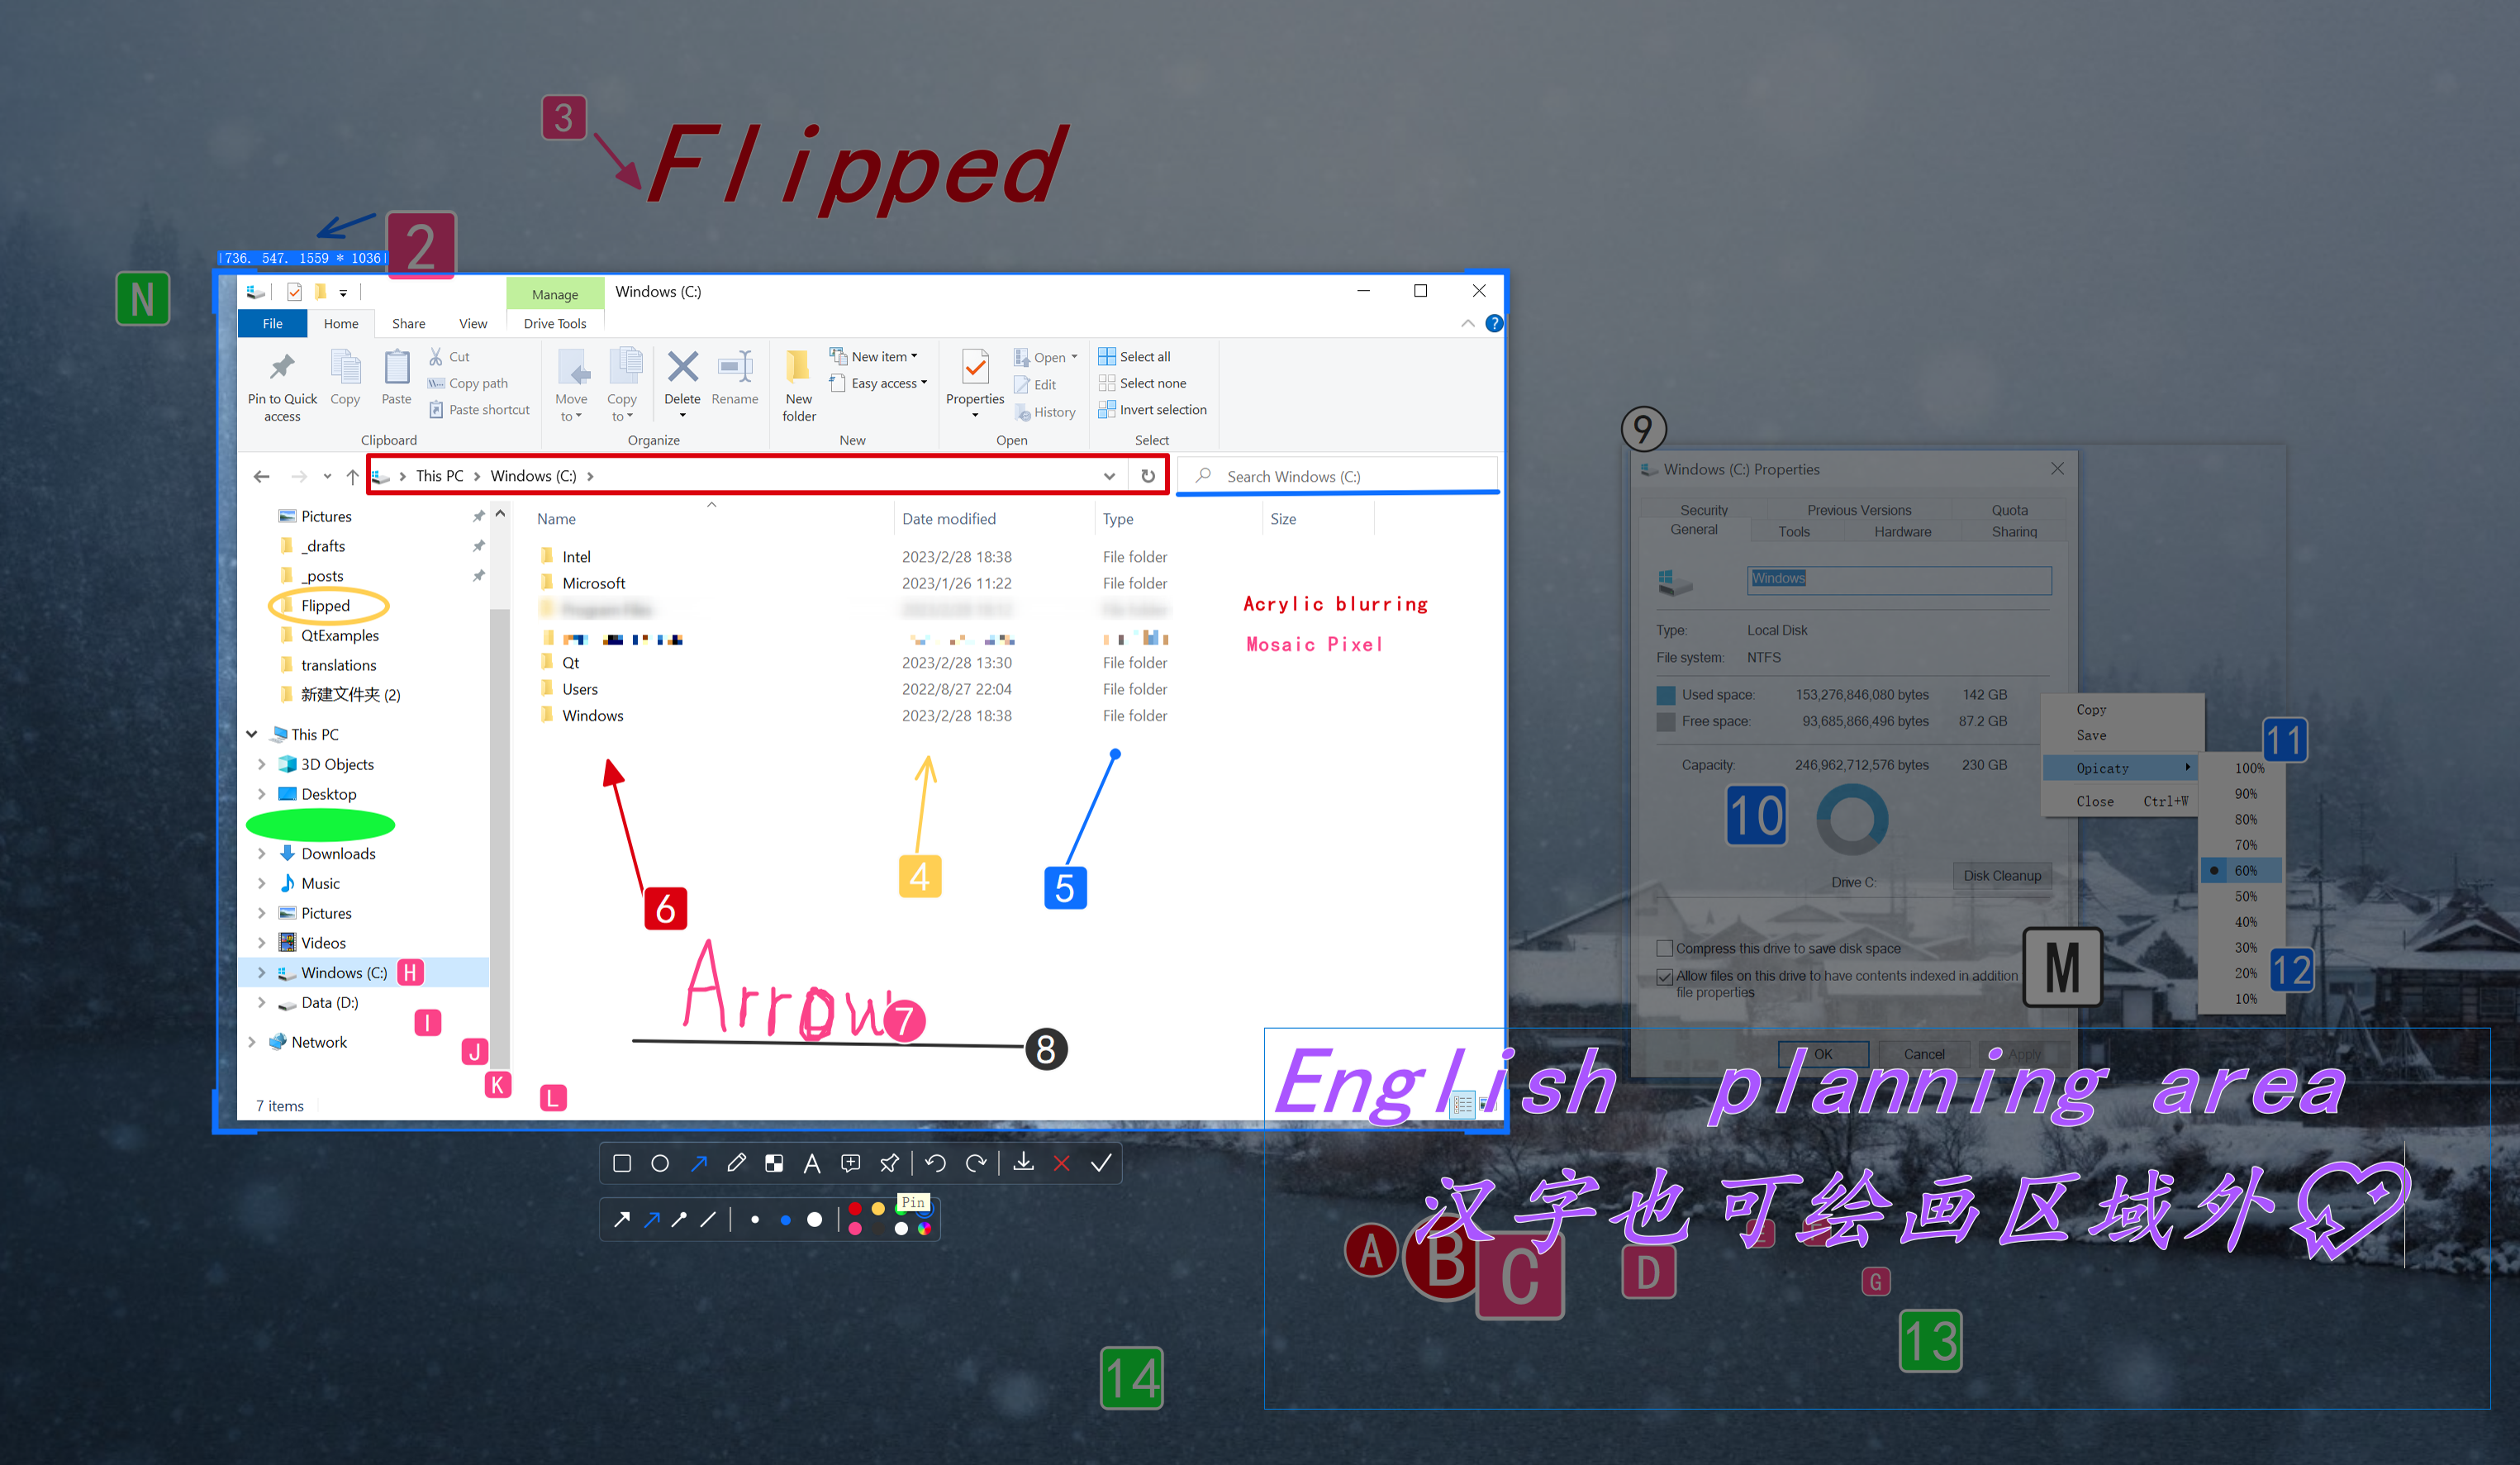 3
Flipped
2
736. 547. 1559 * 1036
N
Manage
Windows (C:)
File
Home
Share
View
Drive Tools
Pin to Quick access
Copy
Paste
Cut
Copy path
Paste shortcut
Clipboard
Move to
Copy to
Delete
Rename
Organize
New folder
New item
Easy access
New
Properties
Open
Edit
History
Open
Select all
Select none
Invert selection
Select
This PC
Windows (C:)
Search Windows (C:)
Pictures
_drafts
_posts
Flipped
QtExamples
translations
新建文件夹 (2)
This PC
3D Objects
Desktop
Downloads
Music
Pictures
Videos
Windows (C:) H
Data (D:)
I
Network
J
K
L
7 items
Name Date modified Type Size
Intel 2023/2/28 18:38 File folder
Microsoft 2023/1/26 11:22 File folder
Acrylic blurring
Mosaic Pixel
Qt 2023/2/28 13:30 File folder
Users 2022/8/27 22:04 File folder
Windows 2023/2/28 18:38 File folder
4
5
6
Arrow 7
8
9
Windows (C:) Properties
Security Previous Versions Quota
General Tools Hardware Sharing
Windows
Type: Local Disk
File system: NTFS
Used space: 153,276,846,080 bytes 142 GB
Free space: 93,685,866,496 bytes 87.2 GB
Capacity: 246,962,712,576 bytes 230 GB
10
Drive C:
Disk Cleanup
Compress this drive to save disk space
Allow files on this drive to have contents indexed in addition
file properties
M
OK Cancel Apply
Copy
Save
Opicaty
Close Ctrl+W
11
100%
90%
80%
70%
60%
50%
40%
30%
20%
10%
12
English planning area
汉字也可绘画区域外
Pin
A
B
C
D
E
F
G
13
14